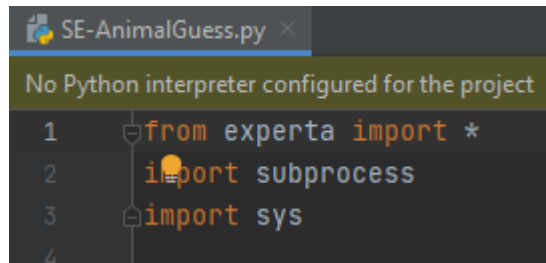 SE-AnimalGuess.py
No Python interpreter configured for the project
1 from experta import *
2 import subprocess
3 import sys
4